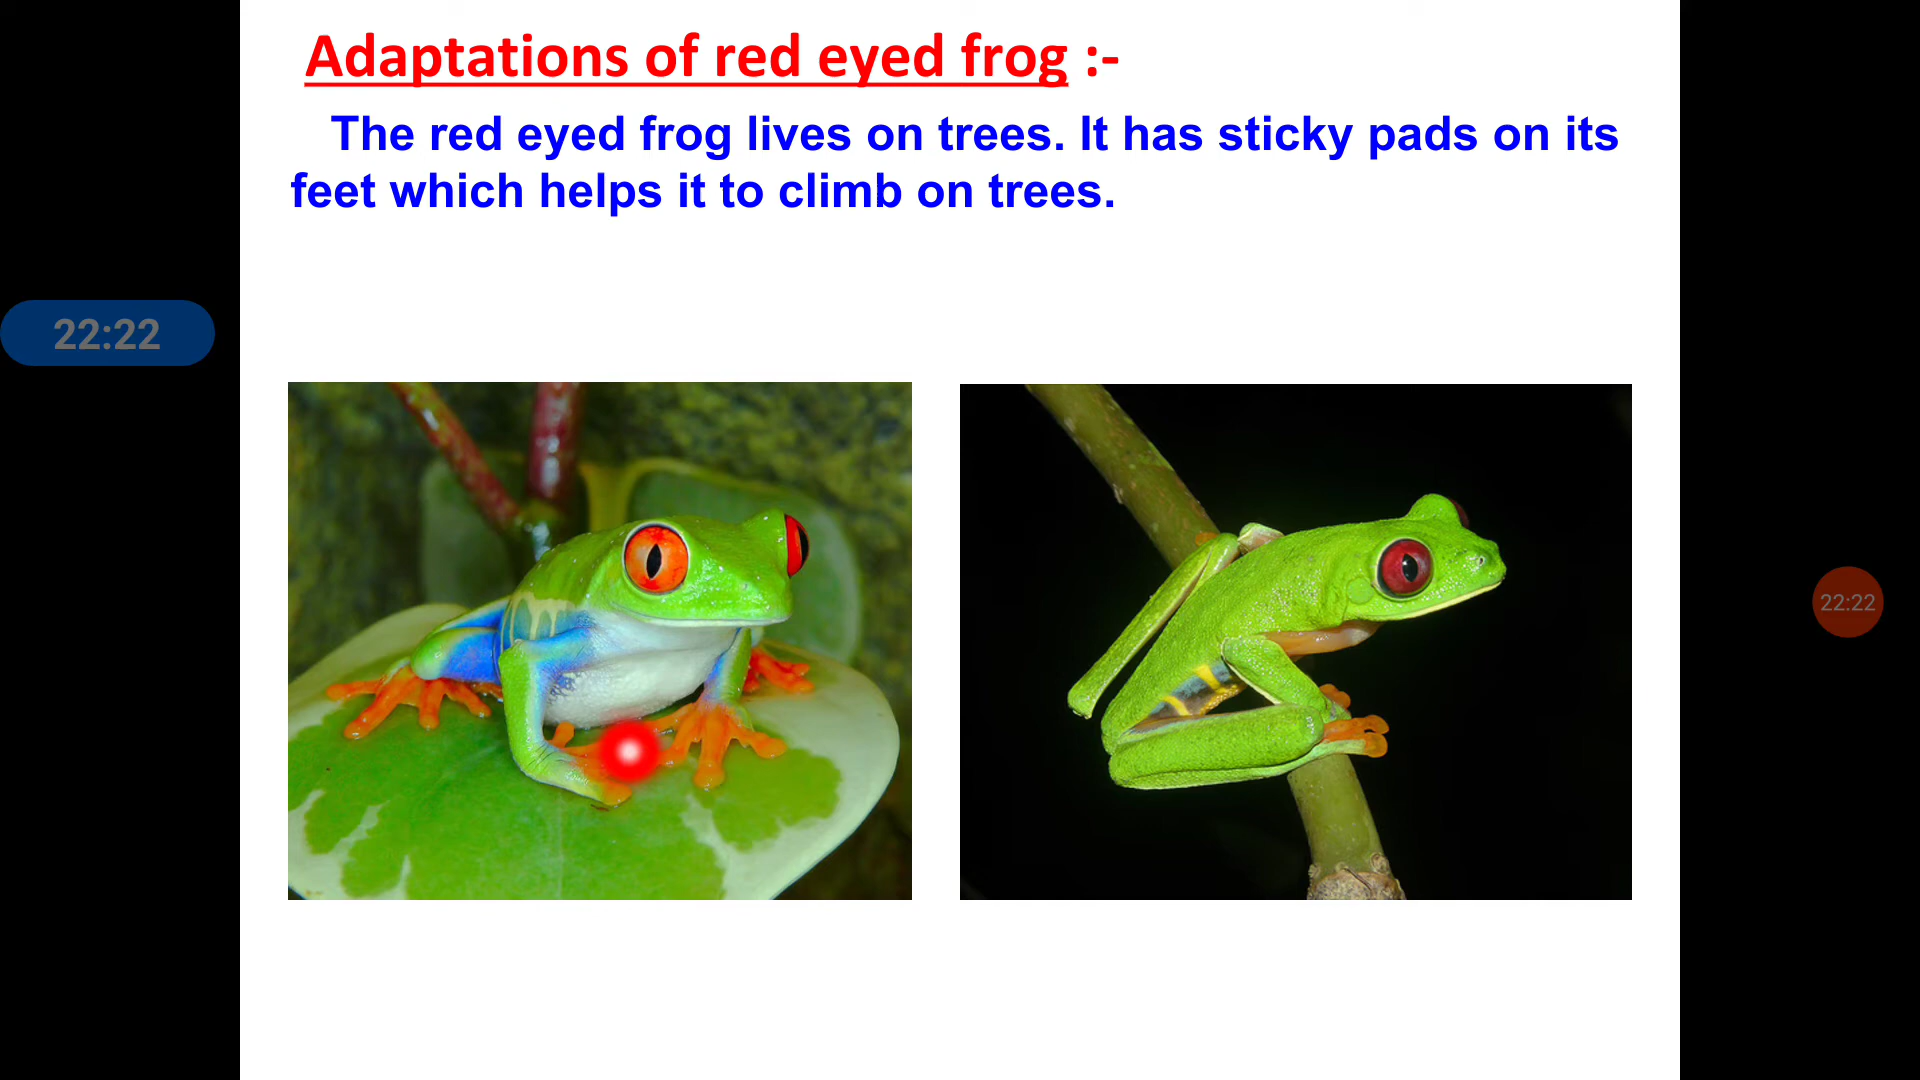 Adaptations of red eyed frog :-
The red eyed frog lives on trees. It has sticky pads on its
feet which helps it to climb on trees.
22:22
22:22